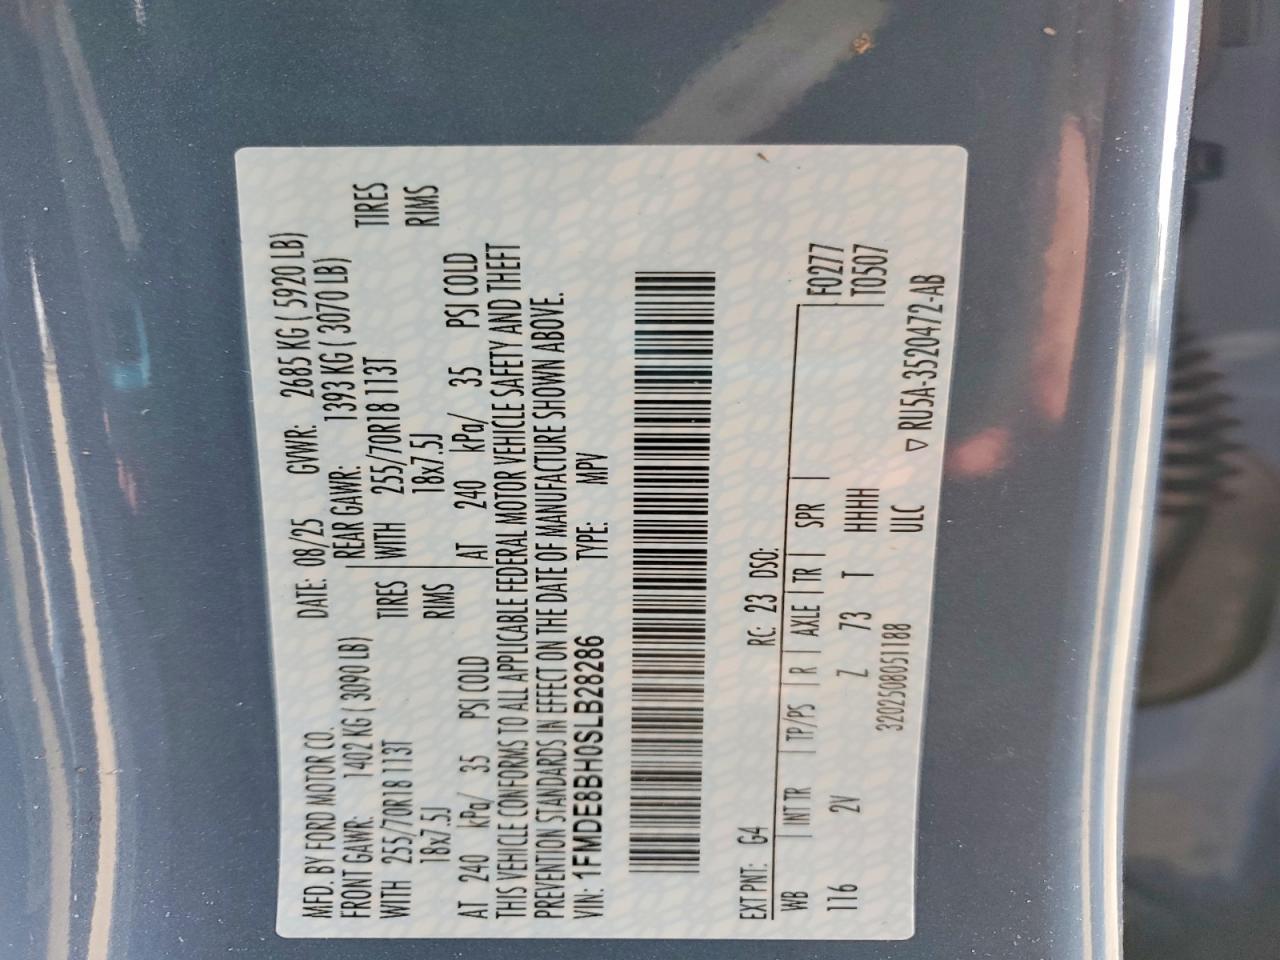 MFD. BY FORD MOTOR CO.
DATE: 08/25 GVWR: 2685 KG ( 5920 LB)
FRONT GAWR: 1402 KG ( 3090 LB) REAR GAWR: 1393 KG ( 3070 LB)
WITH 255/70R18 113T TIRES WITH 255/70R18 113T TIRES
18x7.5J RIMS 18x7.5J RIMS
AT 240 kPa/ 35 PSI COLD AT 240 kPa/ 35 PSI COLD
THIS VEHICLE CONFORMS TO ALL APPLICABLE FEDERAL MOTOR VEHICLE SAFETY AND THEFT
PREVENTION STANDARDS IN EFFECT ON THE DATE OF MANUFACTURE SHOWN ABOVE.
VIN: 1FMDE8BH0SLB28286 TYPE: MPV
EXT PNT: G4 RC: 23 DSO:
WB INT TR TP/PS R AXLE TR SPR F0277
116 2V Z 73 T HHHH T0507
3202508051188 ULC
▽ RU5A-3520472-AB